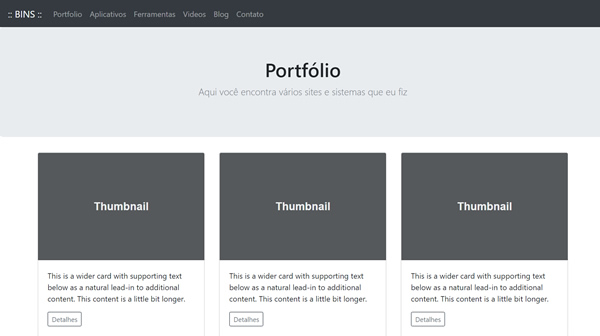 :: BINS :: Portfolio Aplicativos Ferramentas Videos Blog Contato
Portfólio
Aqui você encontra vários sites e sistemas que eu fiz
Thumbnail Thumbnail Thumbnail
This is a wider card with supporting text
below as a natural lead-in to additional
content. This content is a little bit longer.
Detalhes
This is a wider card with supporting text
below as a natural lead-in to additional
content. This content is a little bit longer.
Detalhes
This is a wider card with supporting text
below as a natural lead-in to additional
content. This content is a little bit longer.
Detalhes